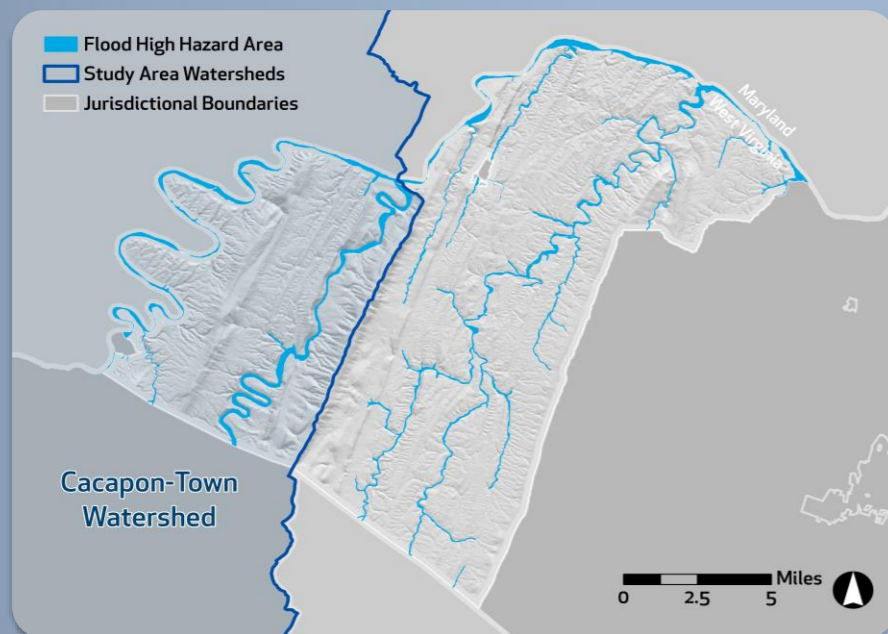 Flood High Hazard Area
Study Area Watersheds
Jurisdictional Boundaries
Maryland
West Virginia
Cacapon-Town
Watershed
Miles
0 2.5 5